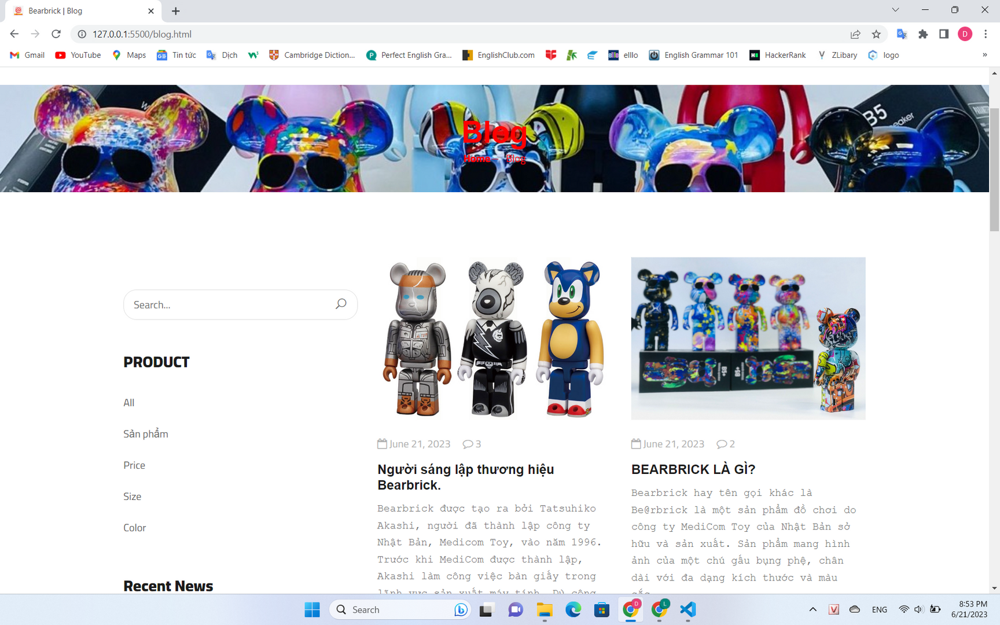 Bearbrick | Blog
127.0.0.1:5500/blog.html
D
Gmail
YouTube
Maps
Tin tức
Dịch
Cambridge Diction...
Perfect English Gra...
EnglishClub.com
elllo
English Grammar 101
HackerRank
ZLibary
logo
»
B5
Speaker
Blog
Home — Blog
Search...
PRODUCT
All
Sản phẩm
Price
Size
Color
Recent News
June 21, 2023 3
Người sáng lập thương hiệu
Bearbrick.
Bearbrick được tạo ra bởi Tatsuhiko
Akashi, người đã thành lập công ty
Nhật Bản, Medicom Toy, vào năm 1996.
Trước khi MediCom được thành lập,
Akashi làm công việc bàn giấy trong
lĩnh vực sản xuất máy tính. Dù công
June 21, 2023 2
BEARBRICK LÀ GÌ?
Bearbrick hay tên gọi khác là
Be@rbrick là một sản phẩm đồ chơi do
công ty MediCom Toy của Nhật Bản sở
hữu và sản xuất. Sản phẩm mang hình
ảnh của một chú gấu bụng phệ, chân
dài với đa dạng kích thước và màu
Search
D
L
V
ENG
8:53 PM
6/21/2023